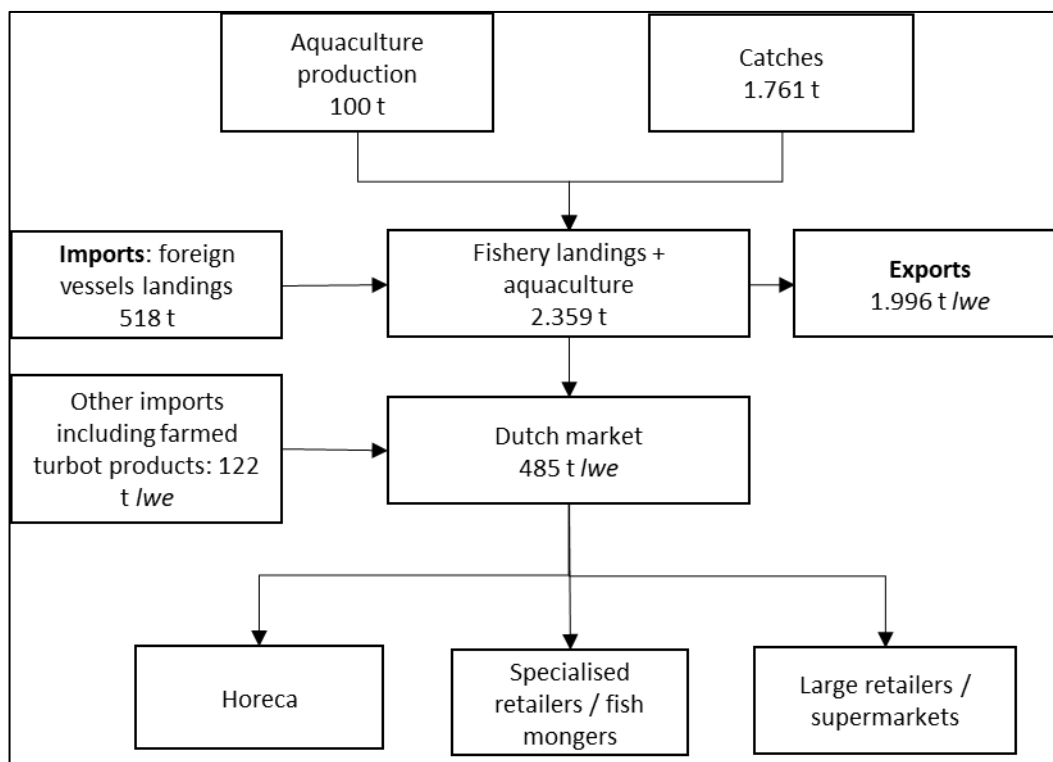 Aquaculture
production
100 t
Catches
1.761 t
Imports: foreign
vessels landings
518 t
Fishery landings +
aquaculture
2.359 t
Exports
1.996 t lwe
Other imports
including farmed
turbot products: 122
t lwe
Dutch market
485 t lwe
Horeca
Specialised
retailers / fish
mongers
Large retailers /
supermarkets